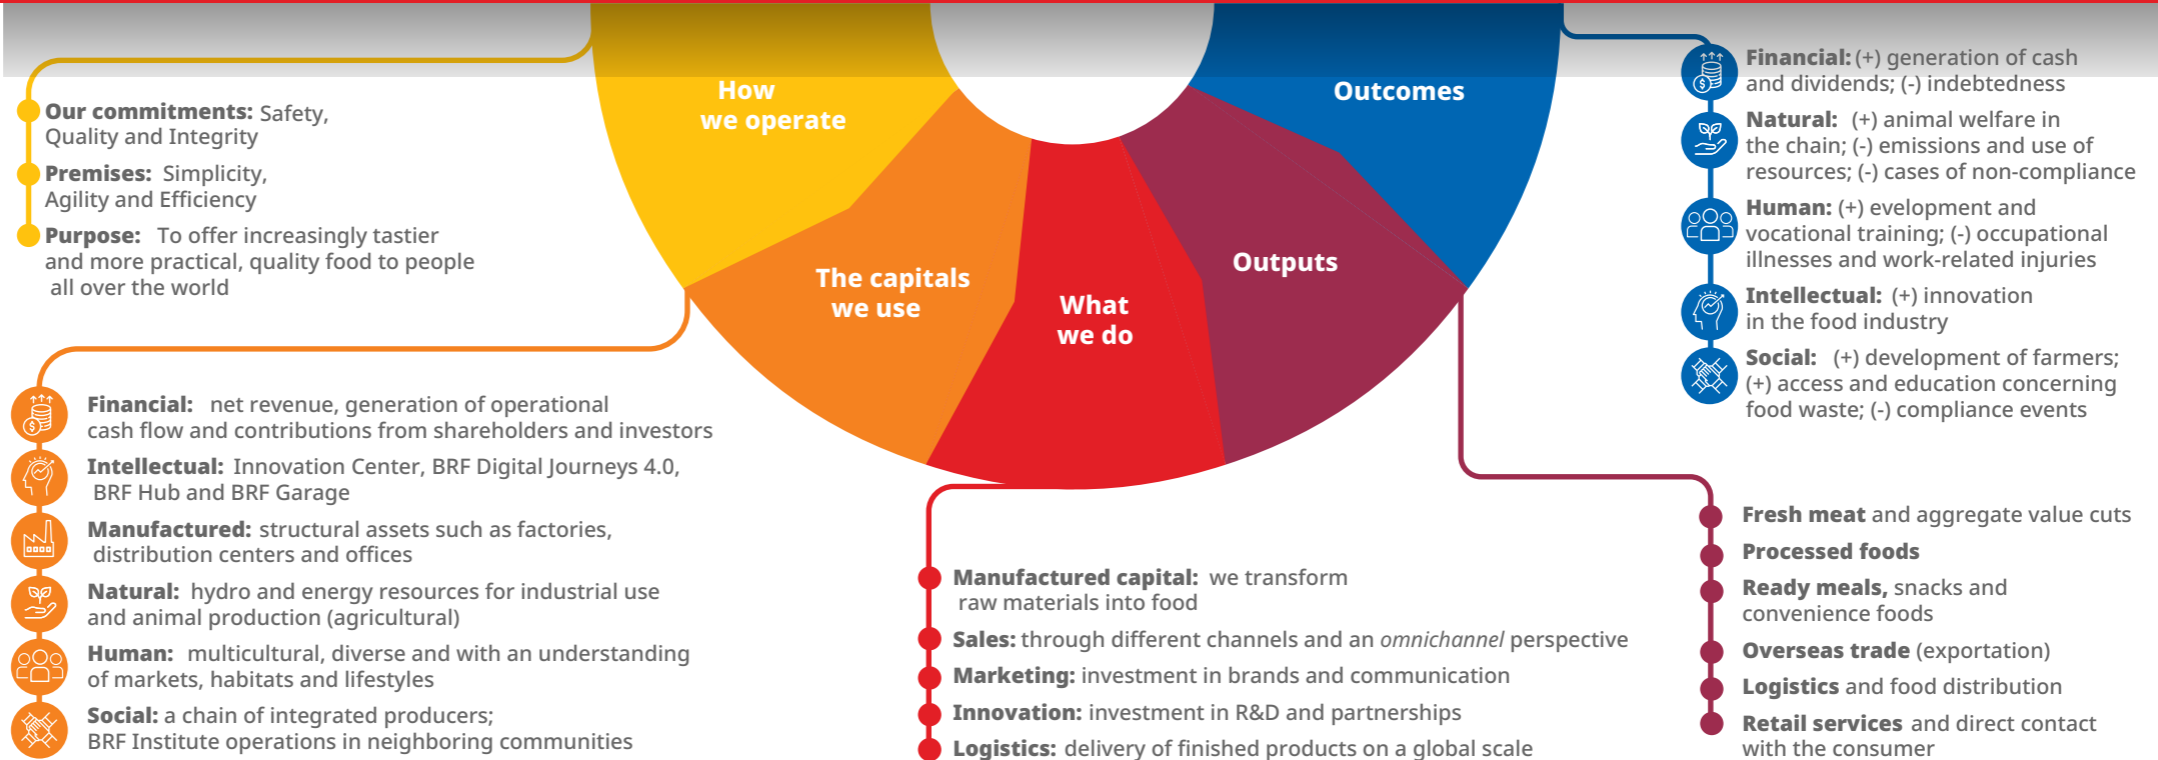 How
we operate
Our commitments: Safety,
Quality and Integrity
Premises: Simplicity,
Agility and Efficiency
Purpose: To offer increasingly tastier
and more practical, quality food to people
all over the world
The capitals
we use
Financial: net revenue, generation of operational
cash flow and contributions from shareholders and investors
Intellectual: Innovation Center, BRF Digital Journeys 4.0,
BRF Hub and BRF Garage
Manufactured: structural assets such as factories,
distribution centers and offices
Natural: hydro and energy resources for industrial use
and animal production (agricultural)
Human: multicultural, diverse and with an understanding
of markets, habitats and lifestyles
Social: a chain of integrated producers;
BRF Institute operations in neighboring communities
What
we do
Manufactured capital: we transform
raw materials into food
Sales: through different channels and an omnichannel perspective
Marketing: investment in brands and communication
Innovation: investment in R&D and partnerships
Logistics: delivery of finished products on a global scale
Outputs
Fresh meat and aggregate value cuts
Processed foods
Ready meals, snacks and
convenience foods
Overseas trade (exportation)
Logistics and food distribution
Retail services and direct contact
with the consumer
Outcomes
Financial: (+) generation of cash
and dividends; (-) indebtedness
Natural: (+) animal welfare in
the chain; (-) emissions and use of
resources; (-) cases of non-compliance
Human: (+) evelopment and
vocational training; (-) occupational
illnesses and work-related injuries
Intellectual: (+) innovation
in the food industry
Social: (+) development of farmers;
(+) access and education concerning
food waste; (-) compliance events